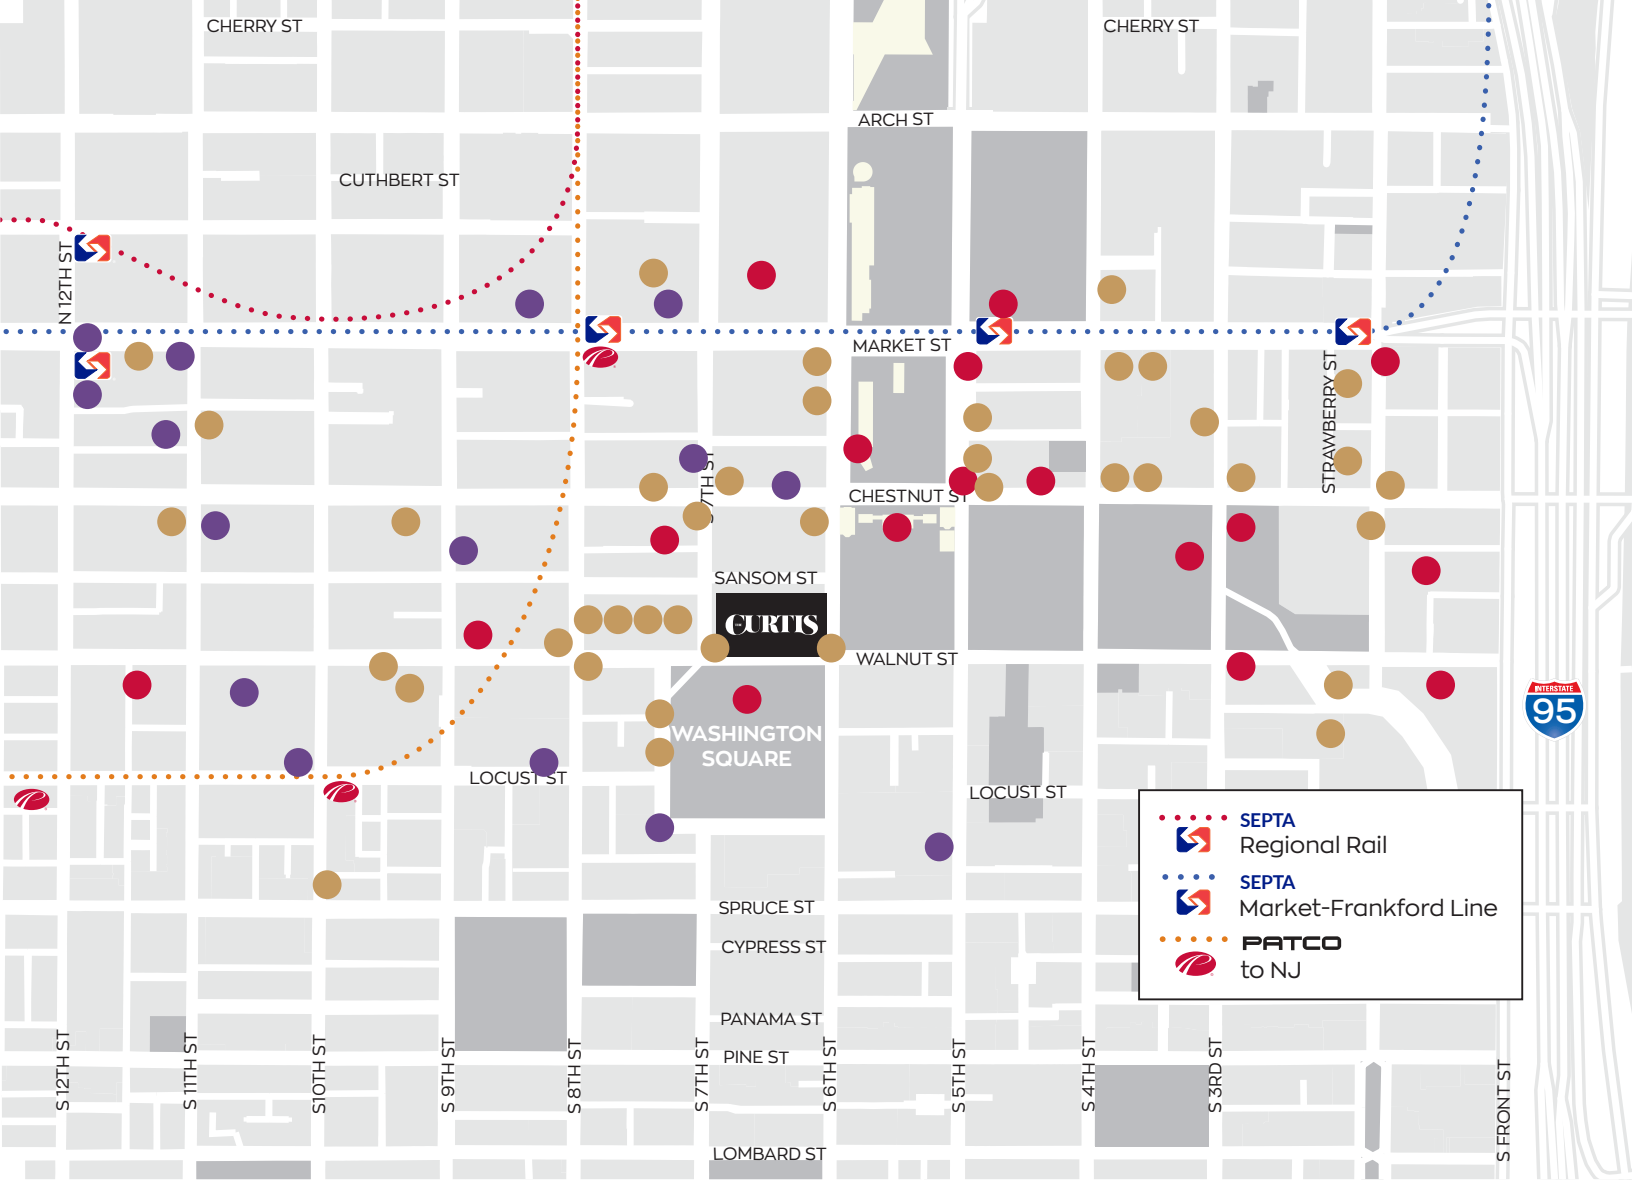 CHERRY ST
CHERRY ST
ARCH ST
CUTHBERT ST
N 12TH ST
MARKET ST
STRAWBERRY ST
S 7TH ST
CHESTNUT ST
SANSOM ST
THE CURTIS
WALNUT ST
INTERSTATE
95
WASHINGTON
SQUARE
LOCUST ST
LOCUST ST
SEPTA
Regional Rail
SEPTA
Market-Frankford Line
PATCO
to NJ
SPRUCE ST
CYPRESS ST
PANAMA ST
PINE ST
S 12TH ST
S 11TH ST
S10TH ST
S 9TH ST
S 8TH ST
S 7TH ST
S 6TH ST
S 5TH ST
S 4TH ST
S 3RD ST
S FRONT ST
LOMBARD ST